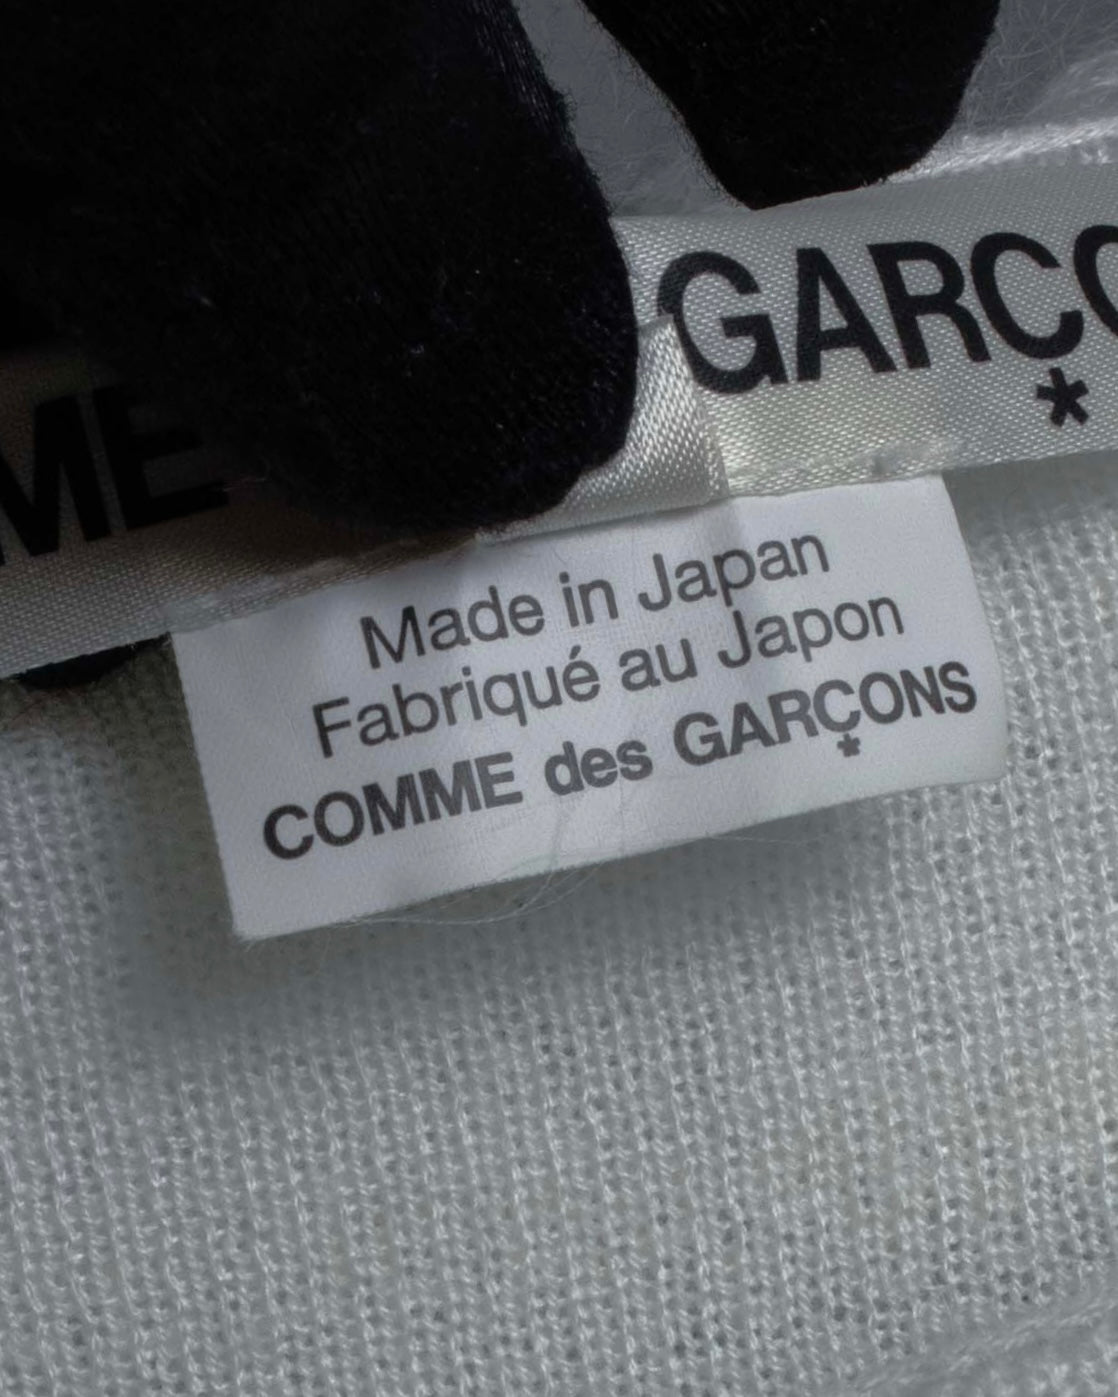 ME GARÇO
*
Made in Japan
Fabriqué au Japon
COMME des GARÇONS
*